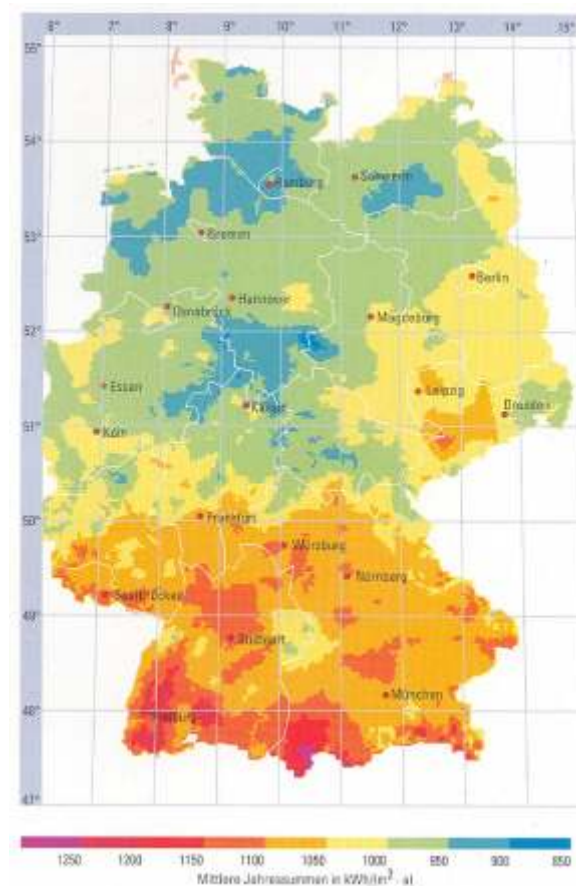 6° 7° 8° 9° 10° 11° 12° 13° 14° 15°
55°
54°
Hamburg
Schwerin
53°
Bremen
Berlin
Hannover
Osnabrück
Magdeburg
52°
Essen
Leipzig
Kassel
Dresden
51°
Köln
50°
Frankfurt
Würzburg
Nürnberg
Saarbrücken
49°
Stuttgart
München
48°
Freiburg
47°
1250 1200 1150 1100 1050 1000 950 900 850
Mittlere Jahressummen in kWh/(m² · a)